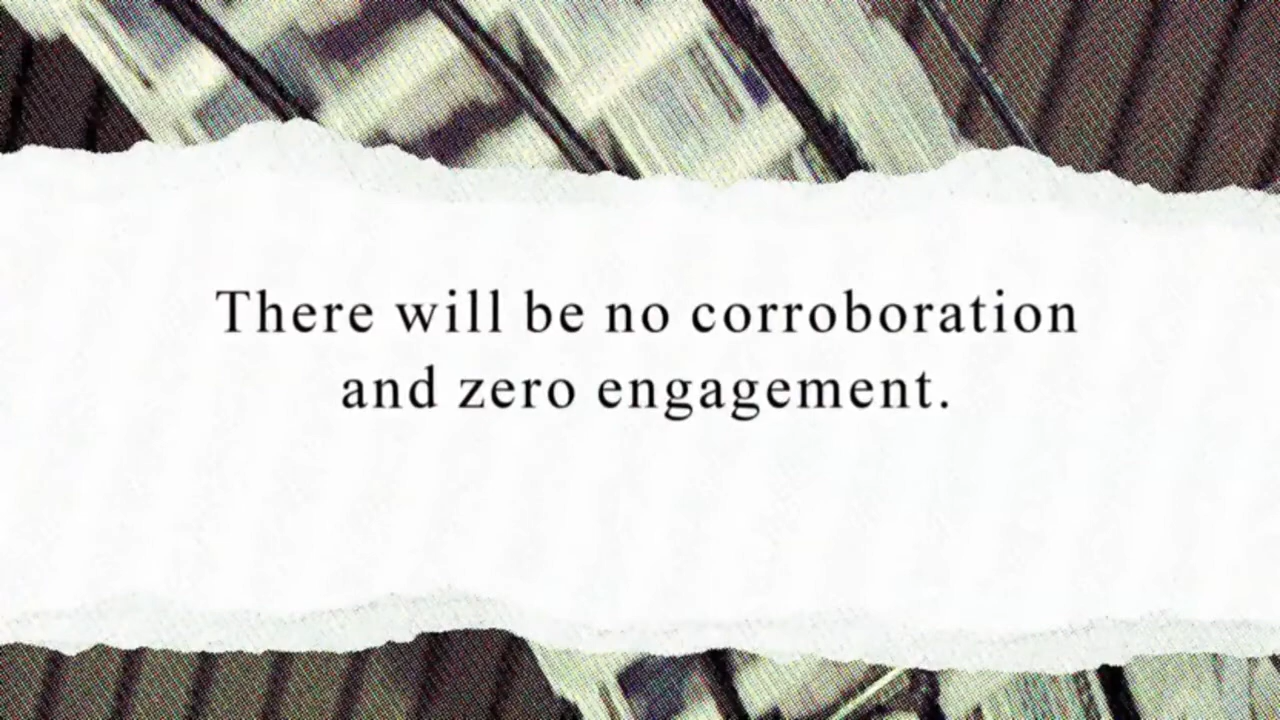 There will be no corroboration
and zero engagement.